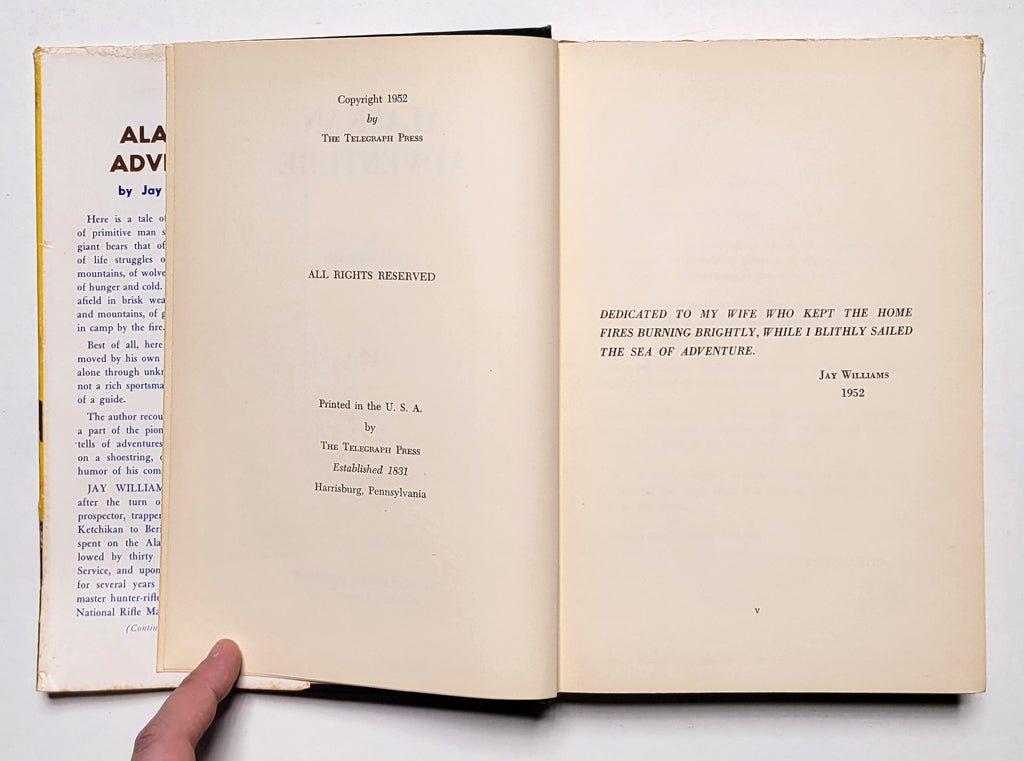 ALA
ADV
by Jay
Here is a tale of
of primitive man s
giant bears that of
of life struggles o
mountains, of wolve
of hunger and cold.
afield in brisk wea
and mountains, of g
in camp by the fire.
Best of all, here
moved by his own
alone through unkn
not a rich sportsma
of a guide.
The author recou
a part of the pion
tells of adventures
on a shoestring,
humor of his com
JAY WILLIAM
after the turn o
prospector, trapper
Ketchikan to Ber
spent on the Ala
lowed by thirty
Service, and upon
for several years
master hunter-rifle
National Rifle Ma
(Contin
Copyright 1952
by
The Telegraph Press
ALL RIGHTS RESERVED
Printed in the U. S. A.
by
The Telegraph Press
Established 1831
Harrisburg, Pennsylvania
DEDICATED TO MY WIFE WHO KEPT THE HOME
FIRES BURNING BRIGHTLY, WHILE I BLITHLY SAILED
THE SEA OF ADVENTURE.
Jay Williams
1952
v